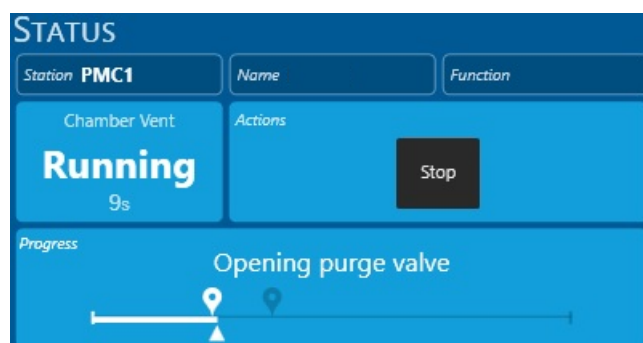 STATUS
Station PMC1
Name
Function
Chamber Vent
Running
9s
Actions
Stop
Progress
Opening purge valve